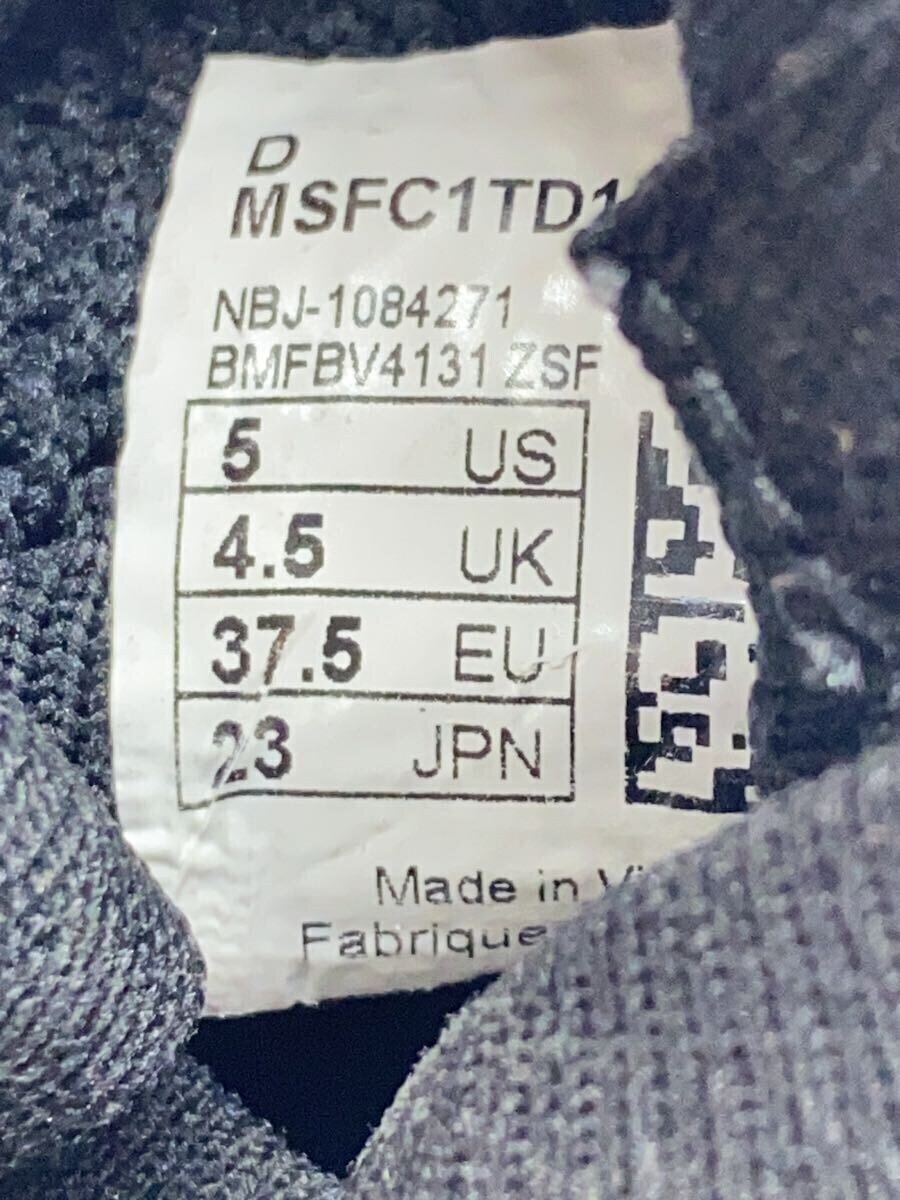 D
MSFC1TD1
NBJ-1084271
BMFBV4131 ZSF
5 US
4.5 UK
37.5 EU
23 JPN
Made in
Fabrique